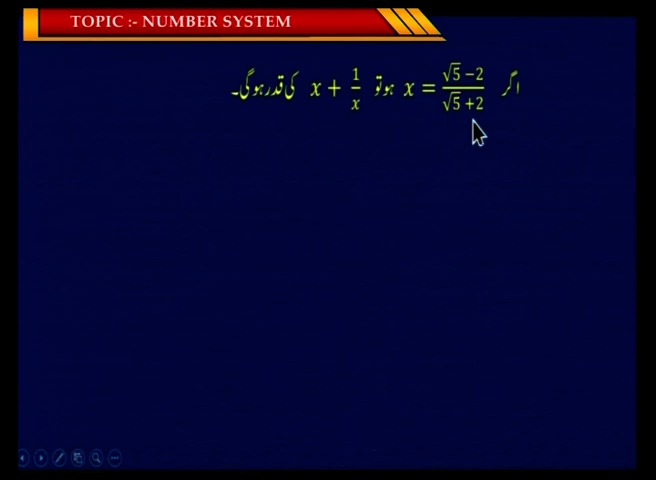 TOPIC :- NUMBER SYSTEM
اگر x = (√5 −2)/(√5 +2) ہو تو x + 1/x کی قدر ہوگی۔